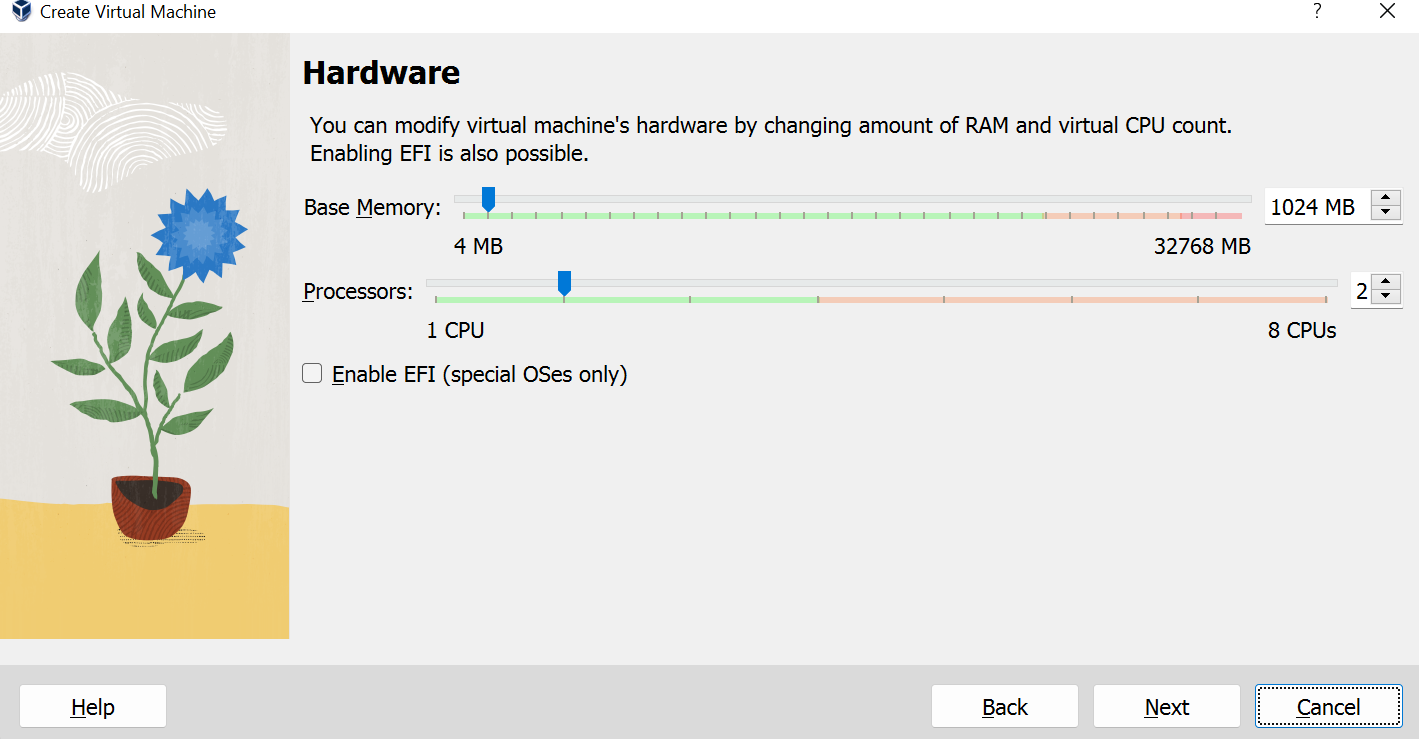 Create Virtual Machine
?
Hardware
You can modify virtual machine's hardware by changing amount of RAM and virtual CPU count.
Enabling EFI is also possible.
Base Memory:
1024 MB
4 MB
32768 MB
Processors:
2
1 CPU
8 CPUs
Enable EFI (special OSes only)
Help
Back
Next
Cancel